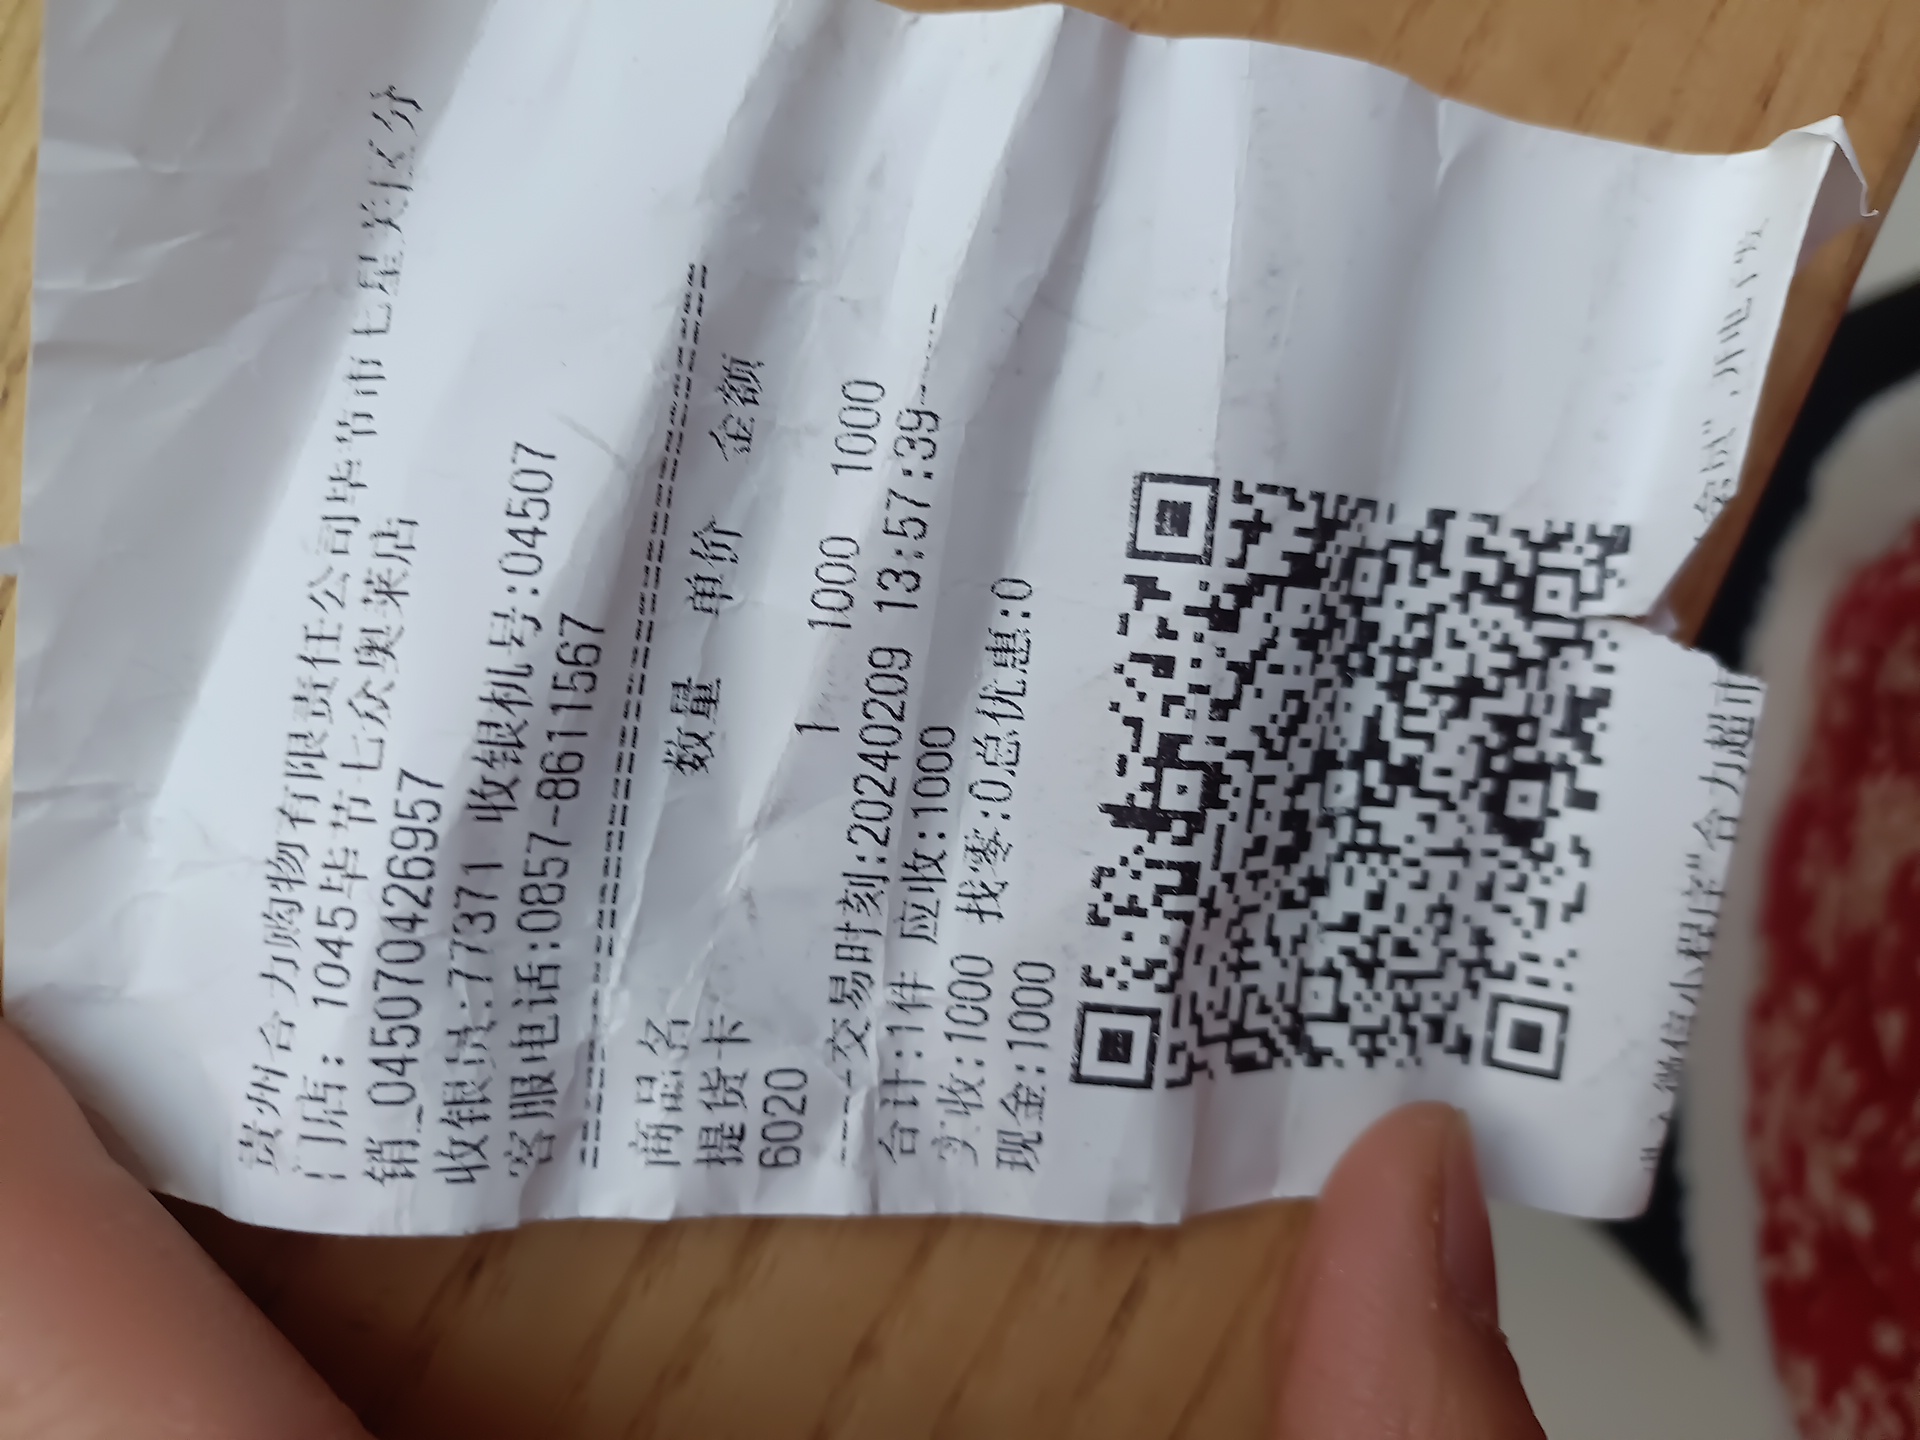 贵州合力购物有限责任公司毕节市七星关区分
门店: 1045毕节七众奥莱店
销_045070426957
收银员:77371 收银机号:04507
客服电话:0857-8611567
商品名 数量 单价 金额
提货卡
6020 1 1000 1000
----交易时刻:20240209 13:57:39----
合计:1件 应收:1000
实收:1000 找零:0总优惠:0
现金:1000
微信小程序"合力超市